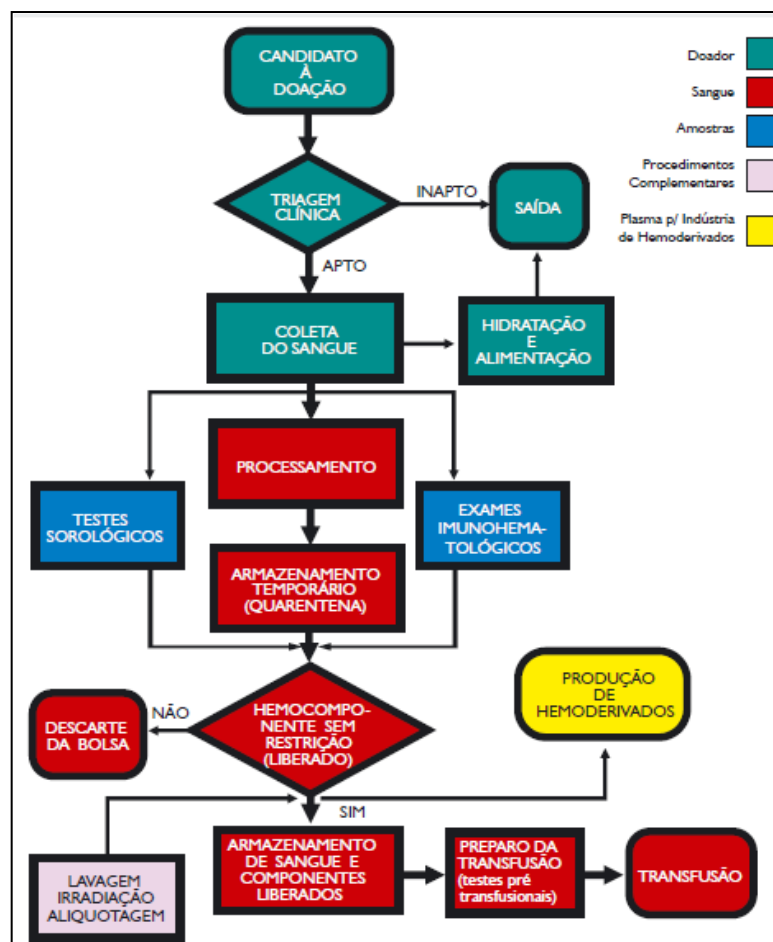 CANDIDATO
À
DOAÇÃO
Doador
Sangue
Amostras
Procedimentos
Complementares
Plasma p/ Indústria
de Hemoderivados
TRIAGEM
CLÍNICA
INAPTO
SAÍDA
APTO
COLETA
DO SANGUE
HIDRATAÇÃO
E
ALIMENTAÇÃO
PROCESSAMENTO
TESTES
SOROLÓGICOS
EXAMES
IMUNOHEMA-
TOLÓGICOS
ARMAZENAMENTO
TEMPORÁRIO
(QUARENTENA)
HEMOCOMPO-
NENTE SEM
RESTRIÇÃO
(LIBERADO)
NÃO
DESCARTE
DA BOLSA
PRODUÇÃO
DE
HEMODERIVADOS
SIM
LAVAGEM
IRRADIAÇÃO
ALIQUOTAGEM
ARMAZENAMENTO
DE SANGUE E
COMPONENTES
LIBERADOS
PREPARO DA
TRANSFUSÃO
(testes pré
transfusionais)
TRANSFUSÃO